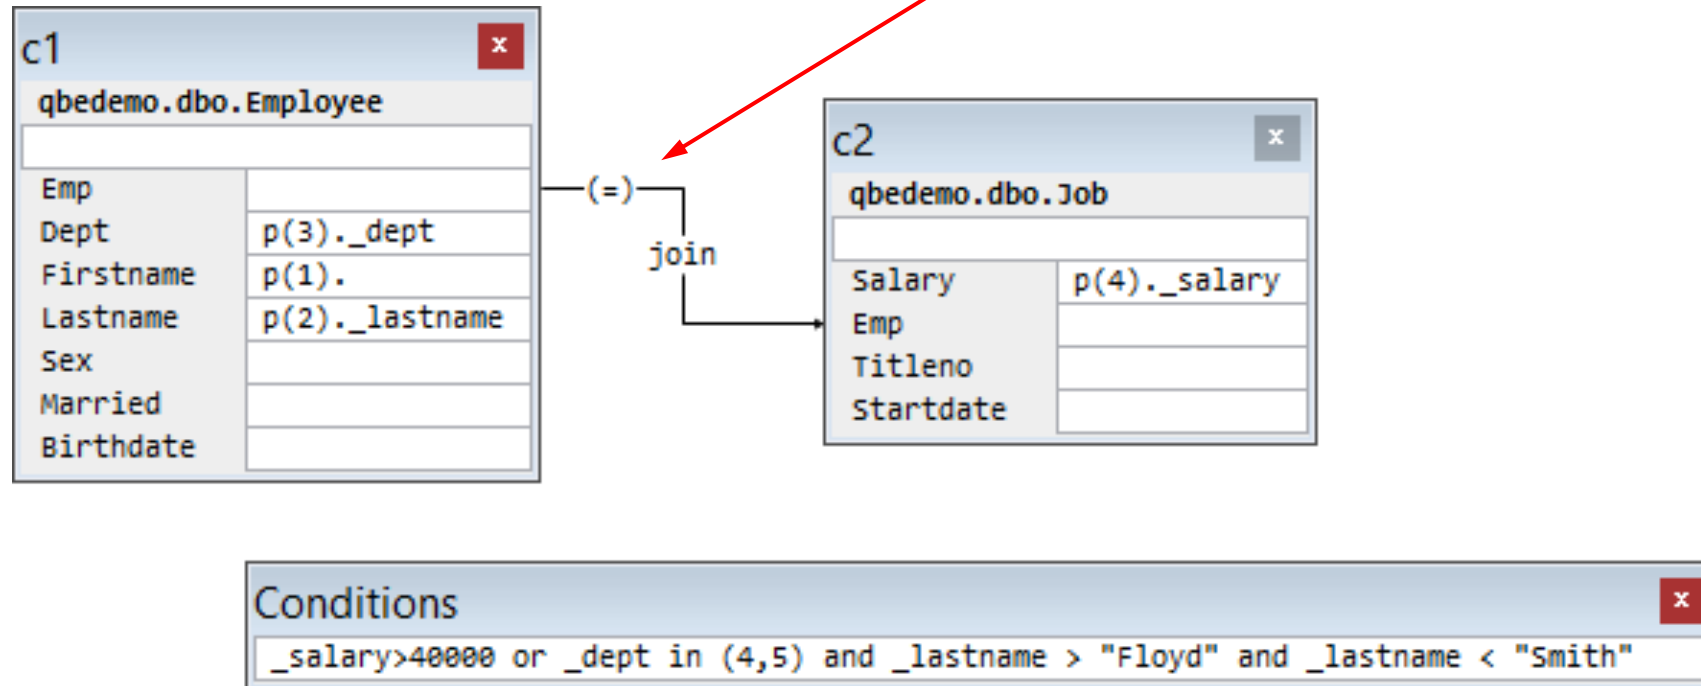 c1 x
qbedemo.dbo.Employee
Emp
Dept p(3)._dept
Firstname p(1).
Lastname p(2)._lastname
Sex
Married
Birthdate
(=)
join
c2 x
qbedemo.dbo.Job
Salary p(4)._salary
Emp
Titleno
Startdate
Conditions x
_salary>40000 or _dept in (4,5) and _lastname > "Floyd" and _lastname < "Smith"